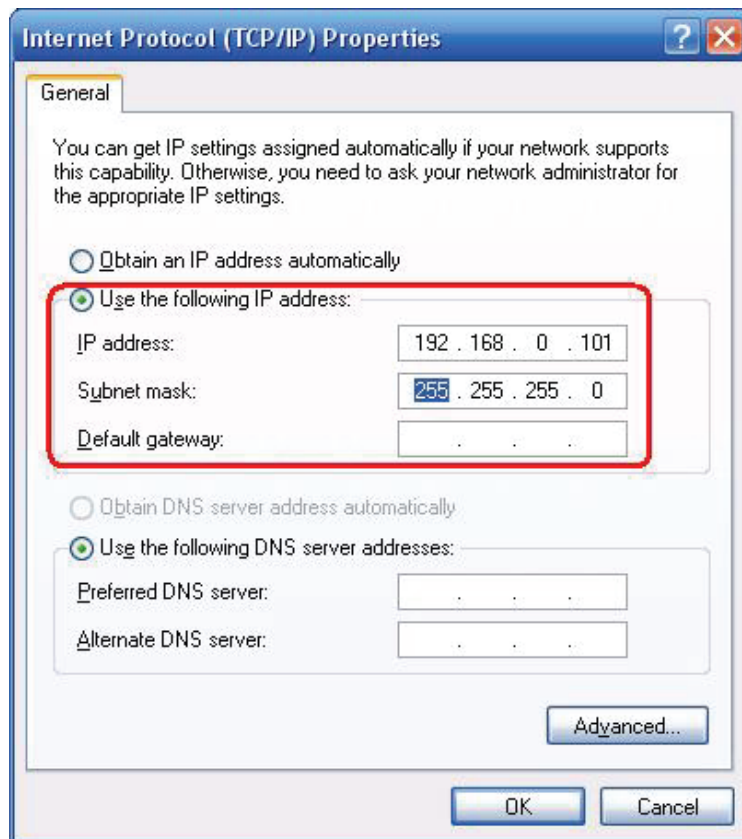 Internet Protocol (TCP/IP) Properties
General
You can get IP settings assigned automatically if your network supports
this capability. Otherwise, you need to ask your network administrator for
the appropriate IP settings.
Obtain an IP address automatically
Use the following IP address:
IP address: 192 . 168 . 0 . 101
Subnet mask: 255 . 255 . 255 . 0
Default gateway: . . .
Obtain DNS server address automatically
Use the following DNS server addresses:
Preferred DNS server: . . .
Alternate DNS server: . . .
Advanced...
OK Cancel